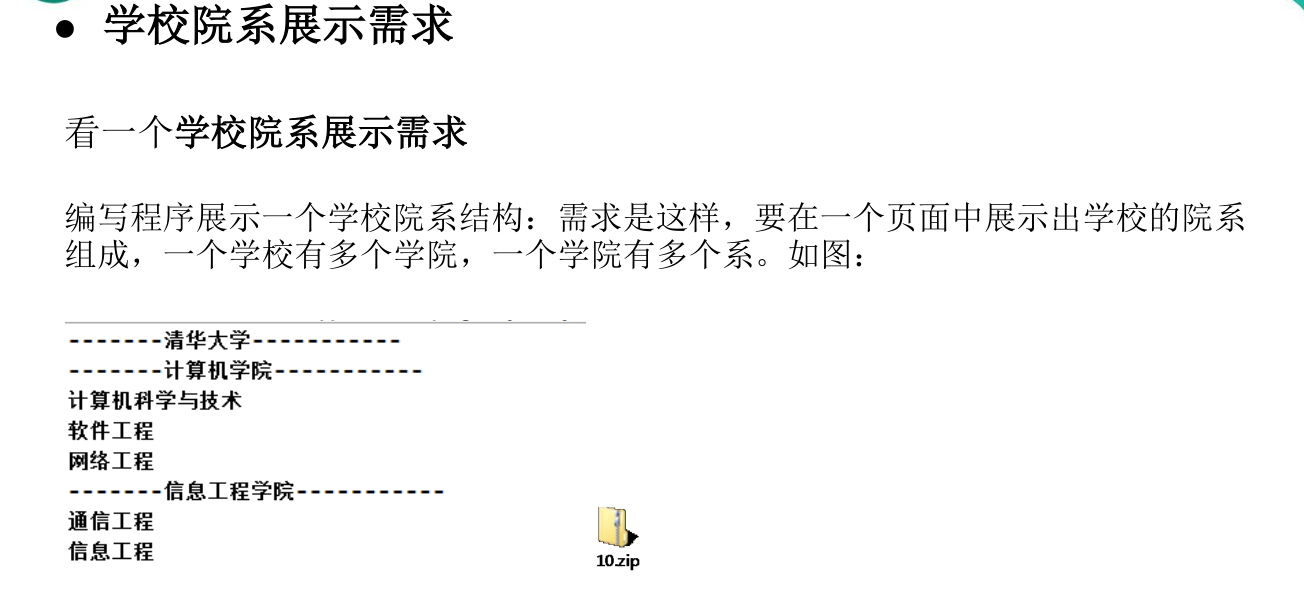 ● 学校院系展示需求
看一个学校院系展示需求
编写程序展示一个学校院系结构：需求是这样，要在一个页面中展示出学校的院系
组成，一个学校有多个学院，一个学院有多个系。如图：
-------清华大学-----------
-------计算机学院-----------
计算机科学与技术
软件工程
网络工程
-------信息工程学院-----------
通信工程
信息工程
10.zip